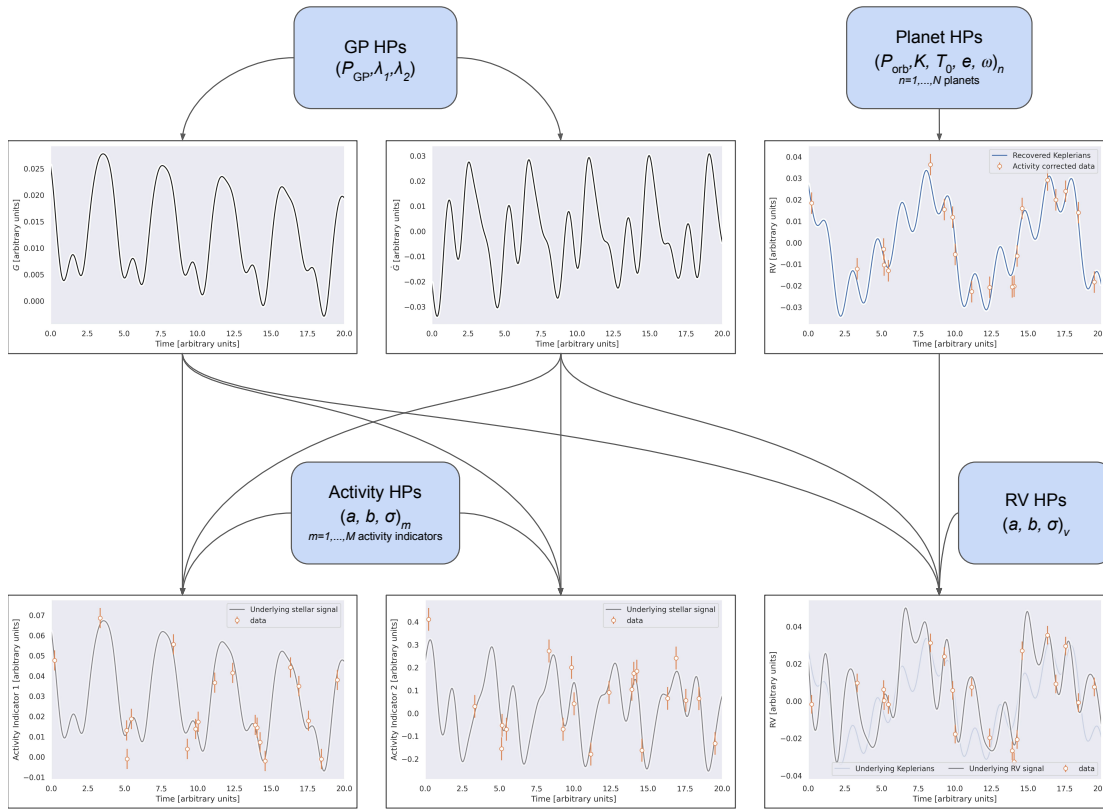 GP HPs
(P_GP, λ_1, λ_2)
Planet HPs
(P_orb, K, T_0, e, ω)_n
n=1,...,N planets
0.025
0.020
0.015
0.010
0.005
0.000
G [arbitrary units]
0.0 2.5 5.0 7.5 10.0 12.5 15.0 17.5 20.0
Time [arbitrary units]
0.03
0.02
0.01
0.00
−0.01
−0.02
−0.03
Ġ [arbitrary units]
0.0 2.5 5.0 7.5 10.0 12.5 15.0 17.5 20.0
Time [arbitrary units]
Recovered Keplerians
Activity corrected data
0.04
0.03
0.02
0.01
0.00
−0.01
−0.02
−0.03
RV [arbitrary units]
0.0 2.5 5.0 7.5 10.0 12.5 15.0 17.5 20.0
Time [arbitrary units]
Activity HPs
(a, b, σ)_m
m=1,...,M activity indicators
RV HPs
(a, b, σ)_v
Underlying stellar signal
data
0.07
0.06
0.05
0.04
0.03
0.02
0.01
0.00
−0.01
Activity Indicator 1 [arbitrary units]
0.0 2.5 5.0 7.5 10.0 12.5 15.0 17.5 20.0
Time [arbitrary units]
Underlying stellar signal
data
0.4
0.3
0.2
0.1
0.0
−0.1
−0.2
Activity Indicator 2 [arbitrary units]
0.0 2.5 5.0 7.5 10.0 12.5 15.0 17.5 20.0
Time [arbitrary units]
0.04
0.02
0.00
−0.02
−0.04
RV [arbitrary units]
Underlying Keplerians
Underlying RV signal
data
0.0 2.5 5.0 7.5 10.0 12.5 15.0 17.5 20.0
Time [arbitrary units]